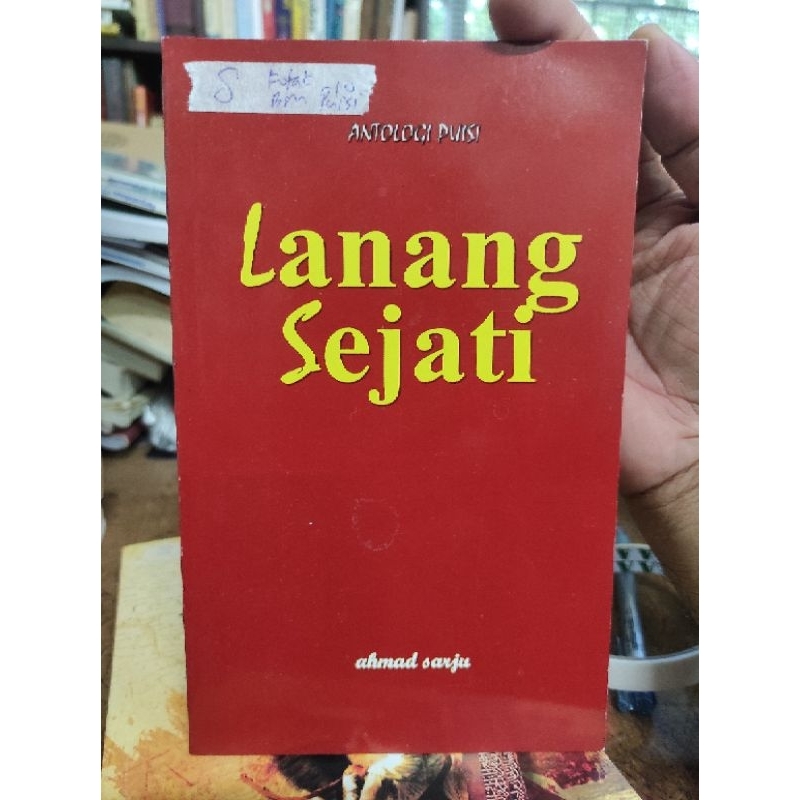 S
ANTOLOGI PUISI
Lanang
Sejati
ahmad sarju